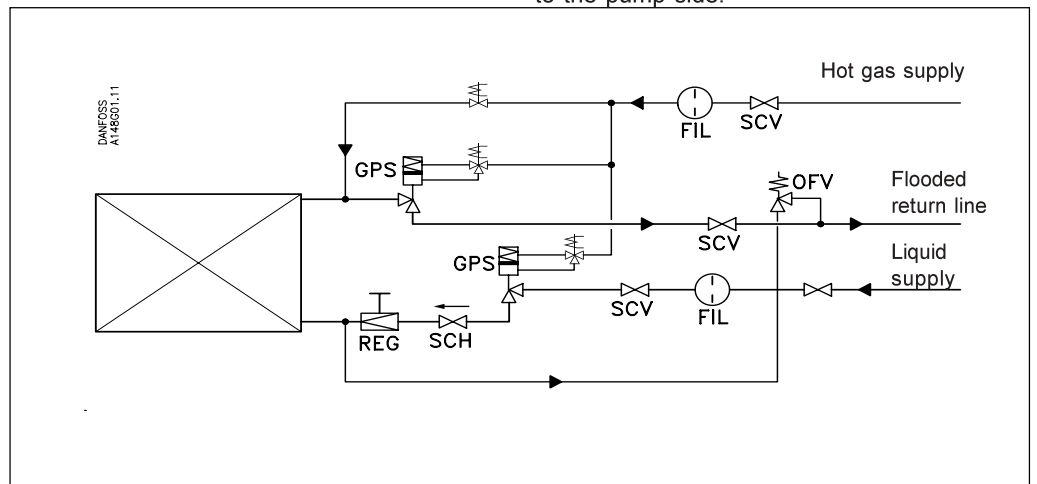 to the pump side.
Hot gas supply
DANFOSS
A148G01.11
FIL
SCV
GPS
OFV
Flooded
return line
SCV
GPS
Liquid
supply
SCV
FIL
REG
SCH